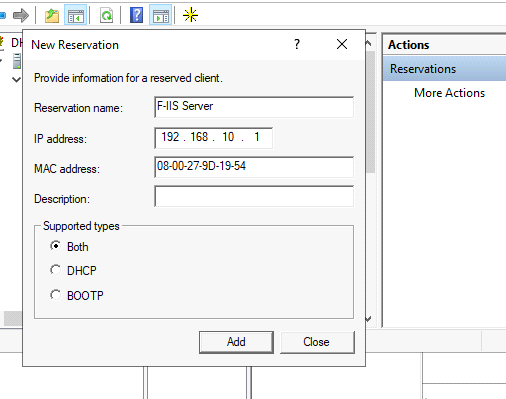 DH
New Reservation
Provide information for a reserved client.
Reservation name: F-IIS Server
IP address: 192 . 168 . 10 . 1
MAC address: 08-00-27-9D-19-54
Description:
Supported types
Both
DHCP
BOOTP
Add Close
Actions
Reservations
More Actions